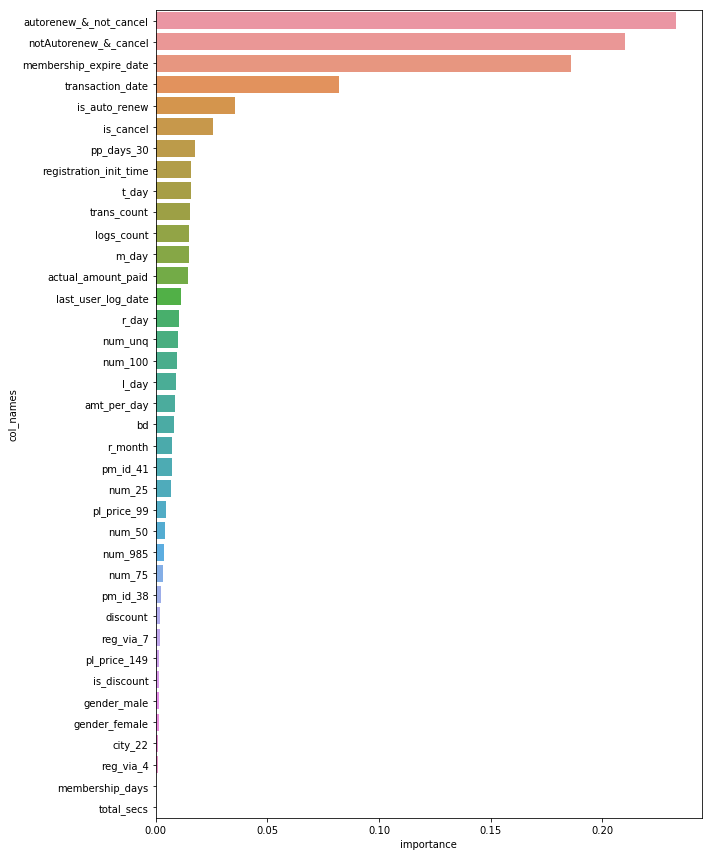 autorenew_&_not_cancel
notAutorenew_&_cancel
membership_expire_date
transaction_date
is_auto_renew
is_cancel
pp_days_30
registration_init_time
t_day
trans_count
logs_count
m_day
actual_amount_paid
last_user_log_date
r_day
num_unq
num_100
l_day
amt_per_day
bd
r_month
pm_id_41
num_25
pl_price_99
num_50
num_985
num_75
pm_id_38
discount
reg_via_7
pl_price_149
is_discount
gender_male
gender_female
city_22
reg_via_4
membership_days
total_secs
col_names
0.00 0.05 0.10 0.15 0.20
importance